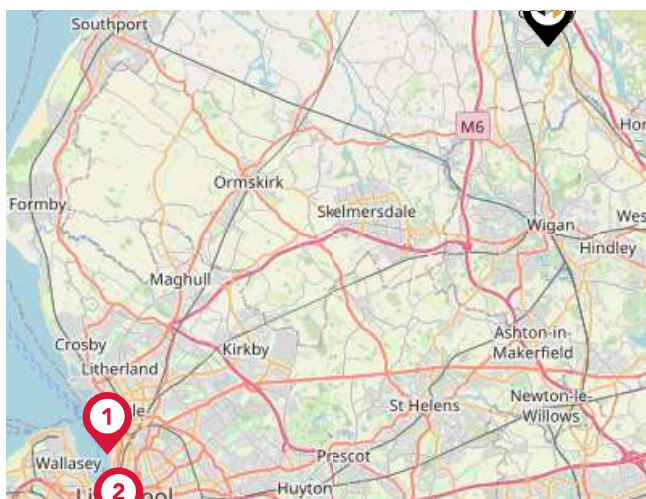 Southport
M6
Hor
Ormskirk
Skelmersdale
Formby
Wigan
Wes
Hindley
Maghull
Crosby
Kirkby
Ashton-in-
Makerfield
Litherland
Newton-le-
Willows
1
le
St Helens
Prescot
Wallasey
2
Huyton